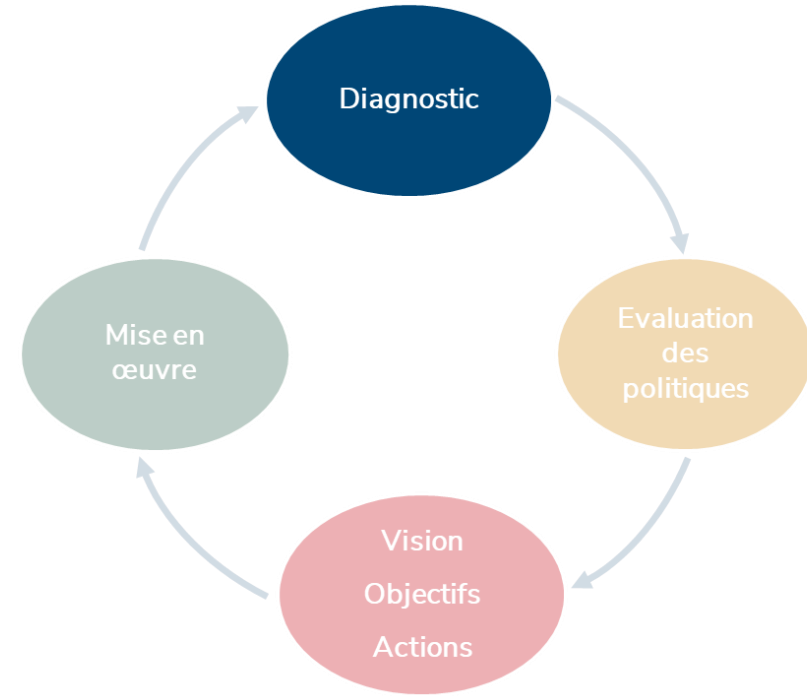 Diagnostic
Evaluation
des
politiques
Vision
Objectifs
Actions
Mise en
œuvre